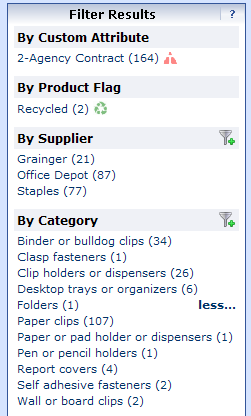 Filter Results ?
By Custom Attribute
2-Agency Contract (164)
By Product Flag
Recycled (2)
By Supplier
Grainger (21)
Office Depot (87)
Staples (77)
By Category
Binder or bulldog clips (34)
Clasp fasteners (1)
Clip holders or dispensers (26)
Desktop trays or organizers (6)
Folders (1) less...
Paper clips (107)
Paper or pad holder or dispensers (1)
Pen or pencil holders (1)
Report covers (4)
Self adhesive fasteners (2)
Wall or board clips (2)